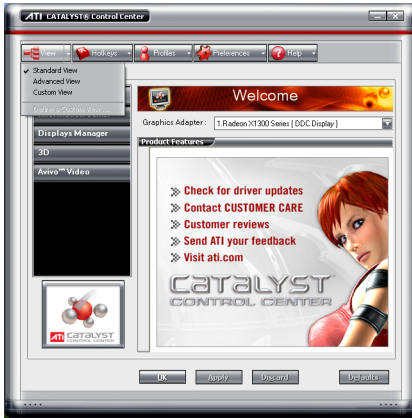 ATI CATALYST® Control Center
View Hotkeys Profiles Preferences Help
Standard View
Advanced View
Custom View
Welcome
Graphics Adapter : 1.Radeon X1300 Series [ DDC Display ]
Displays Manager
3D
Avivo™ Video
Product Features
Check for driver updates
Contact CUSTOMER CARE
Customer reviews
Send ATI your feedback
Visit ati.com
CATALYST™
CONTROL CENTER
ATI CATALYST
CONTROL CENTER
OK Apply Discard Defaults